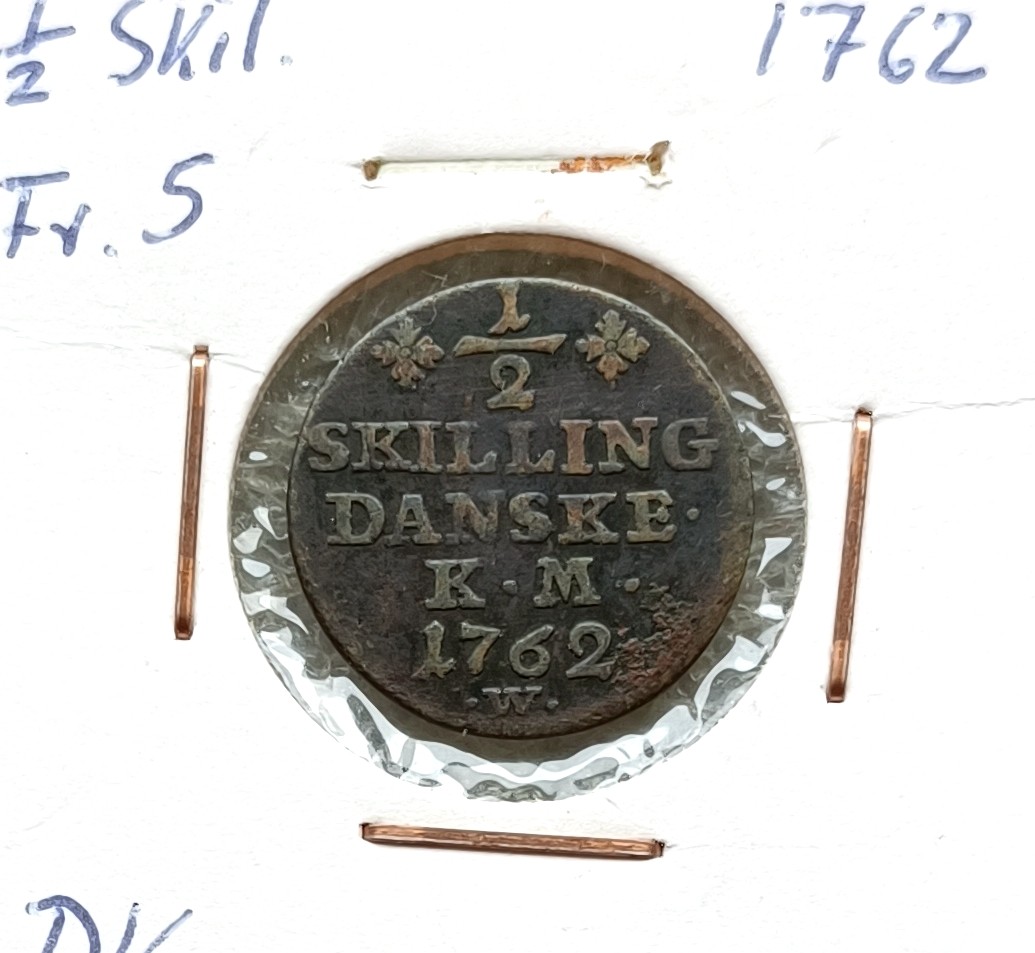 1/2 Skil. 1762
Fr. 5
1
2
SKILLING
DANSKE·
K·M·
1762
·W·
DK